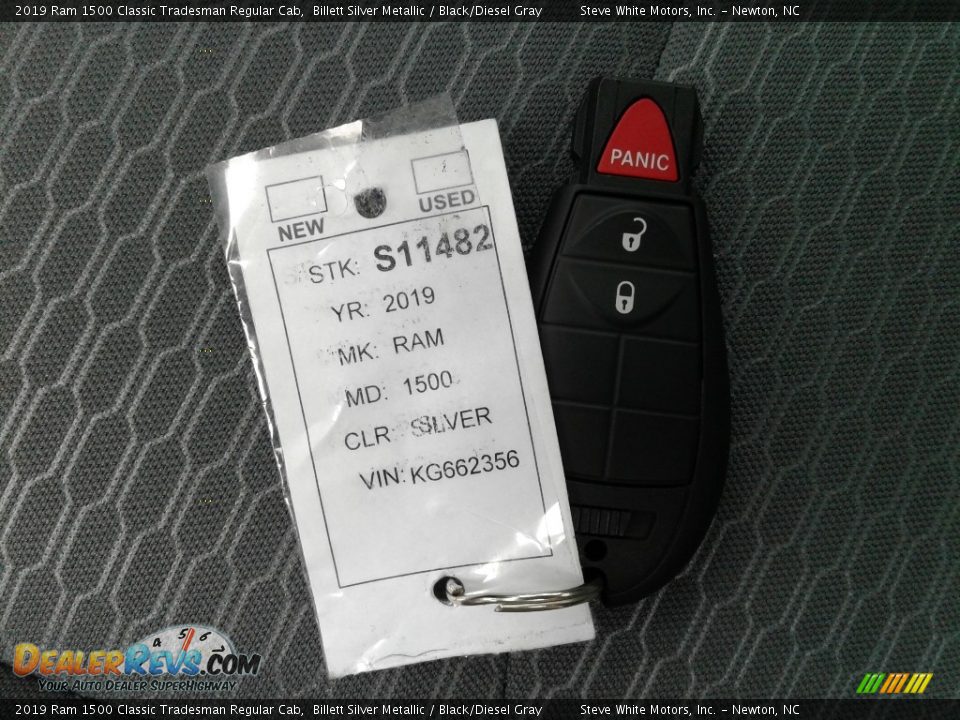 2019 Ram 1500 Classic Tradesman Regular Cab,  Billett Silver Metallic / Black/Diesel Gray     Steve White Motors, Inc. – Newton, NC
PANIC
NEW USED
STK: S11482
YR: 2019
MK: RAM
MD: 1500
CLR: SILVER
VIN: KG662356
4 5 6
DealerRevs.com
Your Auto Dealer SuperHighway
2019 Ram 1500 Classic Tradesman Regular Cab,  Billett Silver Metallic / Black/Diesel Gray     Steve White Motors, Inc. – Newton, NC